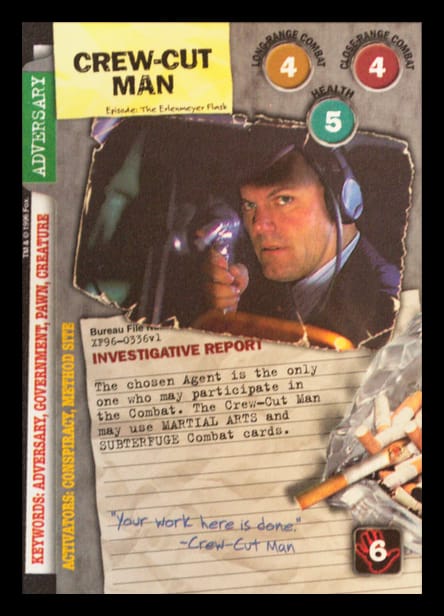 CREW-CUT
MAN
Episode: The Erlenmeyer Flask
LONG-RANGE COMBAT
4
CLOSE-RANGE COMBAT
4
HEALTH
5
ADVERSARY
TM & © 1996 Fox.
KEYWORDS: ADVERSARY, GOVERNMENT, PAWN, CREATURE
ACTIVATORS: CONSPIRACY, METHOD SITE
Bureau File
XF96-0336v1
INVESTIGATIVE REPORT
The chosen Agent is the only
one who may participate in
the Combat. The Crew-Cut Man
may use MARTIAL ARTS and
SUBTERFUGE Combat cards.
"Your work here is done."
-Crew-Cut Man
6